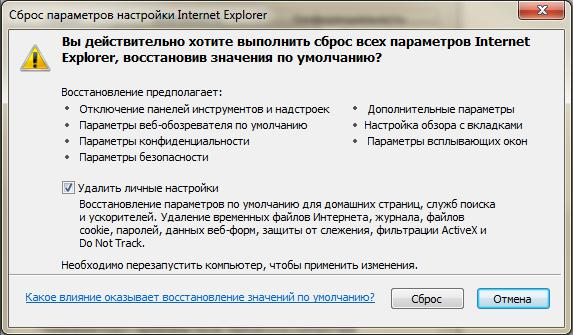 Сброс параметров настройки Internet Explorer
Вы действительно хотите выполнить сброс всех параметров Internet
Explorer, восстановив значения по умолчанию?
Восстановление предполагает:
• Отключение панелей инструментов и надстроек
• Параметры веб-обозревателя по умолчанию
• Параметры конфиденциальности
• Параметры безопасности
• Дополнительные параметры
• Настройка обзора с вкладками
• Параметры всплывающих окон
Удалить личные настройки
Восстановление параметров по умолчанию для домашних страниц, служб поиска
и ускорителей. Удаление временных файлов Интернета, журнала, файлов
cookie, паролей, данных веб-форм, защиты от слежения, фильтрации ActiveX и
Do Not Track.
Необходимо перезапустить компьютер, чтобы применить изменения.
Какое влияние оказывает восстановление значений по умолчанию?
Сброс
Отмена